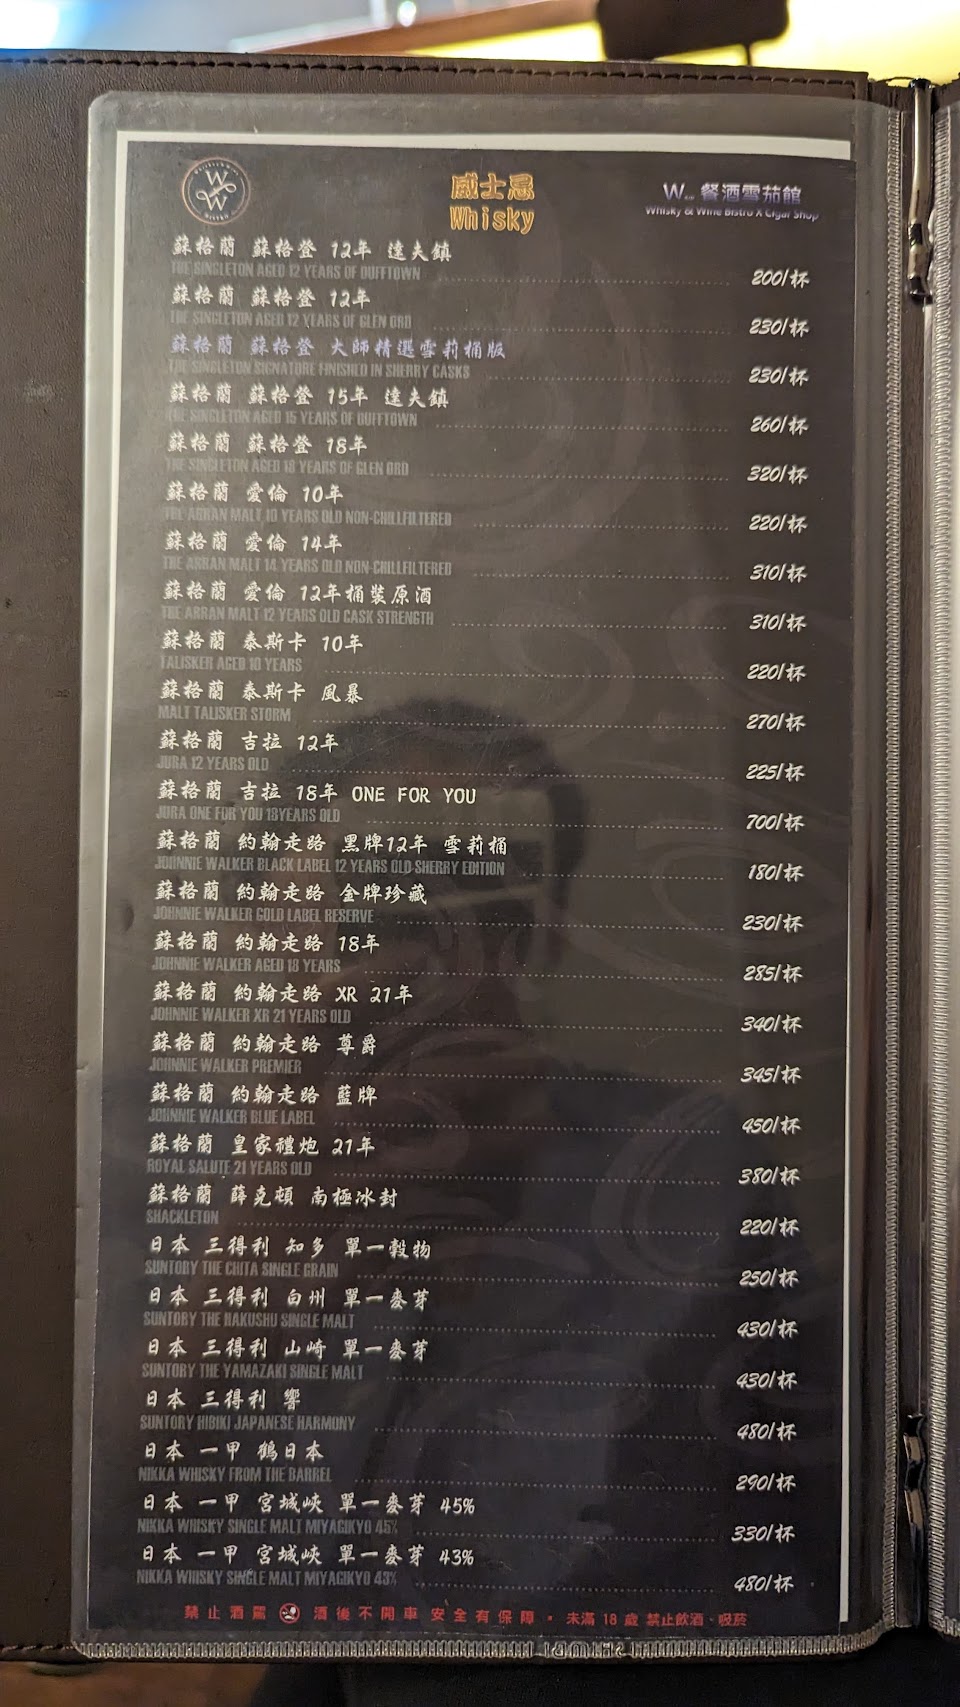 W W
威士忌
Whisky
W 餐酒雪茄館
Whisky & Wine Bistro X Cigar Shop
蘇格蘭 蘇格登 12年 達夫鎮
THE SINGLETON AGED 12 YEARS OF DUFFTOWN 200/杯
蘇格蘭 蘇格登 12年
THE SINGLETON AGED 12 YEARS OF GLEN ORD 230/杯
蘇格蘭 蘇格登 大師精選雪莉桶版
THE SINGLETON SIGNATURE FINISHED IN SHERRY CASKS 230/杯
蘇格蘭 蘇格登 15年 達夫鎮
THE SINGLETON AGED 15 YEARS OF DUFFTOWN 260/杯
蘇格蘭 蘇格登 18年
THE SINGLETON AGED 18 YEARS OF GLEN ORD 320/杯
蘇格蘭 愛倫 10年
THE ARRAN MALT 10 YEARS OLD NON-CHILLFILTERED 220/杯
蘇格蘭 愛倫 14年
THE ARRAN MALT 14 YEARS OLD NON-CHILLFILTERED 310/杯
蘇格蘭 愛倫 12年桶裝原酒
THE ARRAN MALT 12 YEARS OLD CASK STRENGTH 310/杯
蘇格蘭 泰斯卡 10年
TALISKER AGED 10 YEARS 220/杯
蘇格蘭 泰斯卡 風暴
MALT TALISKER STORM 270/杯
蘇格蘭 吉拉 12年
JURA 12 YEARS OLD 225/杯
蘇格蘭 吉拉 18年 ONE FOR YOU
JURA ONE FOR YOU 18YEARS OLD 700/杯
蘇格蘭 約翰走路 黑牌12年 雪莉桶
JOHNNIE WALKER BLACK LABEL 12 YEARS OLD SHERRY EDITION 180/杯
蘇格蘭 約翰走路 金牌珍藏
JOHNNIE WALKER GOLD LABEL RESERVE 230/杯
蘇格蘭 約翰走路 18年
JOHNNIE WALKER AGED 18 YEARS 285/杯
蘇格蘭 約翰走路 XR 21年
JOHNNIE WALKER XR 21 YEARS OLD 340/杯
蘇格蘭 約翰走路 尊爵
JOHNNIE WALKER PREMIER 345/杯
蘇格蘭 約翰走路 藍牌
JOHNNIE WALKER BLUE LABEL 450/杯
蘇格蘭 皇家禮炮 21年
ROYAL SALUTE 21 YEARS OLD 380/杯
蘇格蘭 薛克頓 南極冰封
SHACKLETON 220/杯
日本 三得利 知多 單一穀物
SUNTORY THE CHITA SINGLE GRAIN 250/杯
日本 三得利 白州 單一麥芽
SUNTORY THE HAKUSHU SINGLE MALT 430/杯
日本 三得利 山崎 單一麥芽
SUNTORY THE YAMAZAKI SINGLE MALT 430/杯
日本 三得利 響
SUNTORY HIBIKI JAPANESE HARMONY 480/杯
日本 一甲 鶴日本
NIKKA WHISKY FROM THE BARREL 290/杯
日本 一甲 宮城峽 單一麥芽 45%
NIKKA WHISKY SINGLE MALT MIYAGIKYO 45% 330/杯
日本 一甲 宮城峽 單一麥芽 43%
NIKKA WHISKY SINGLE MALT MIYAGIKYO 43% 480/杯
禁止酒駕 酒後不開車 安全有保障。未滿 18 歲 禁止飲酒、吸菸